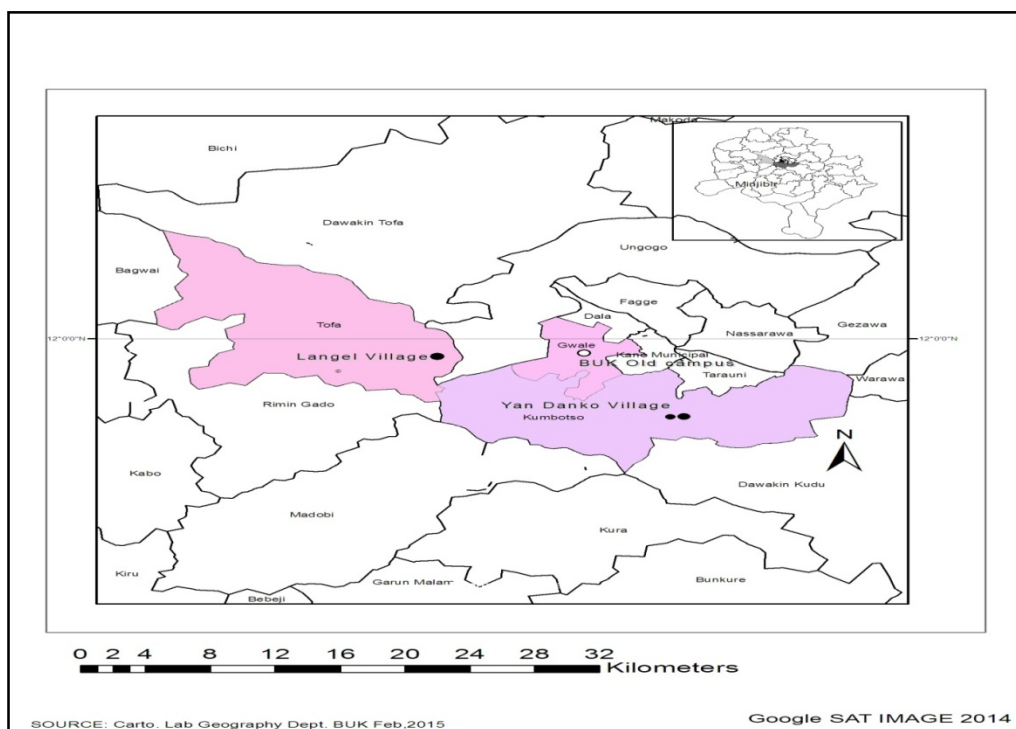 Makoda
Bichi
Minjibir
Dawakin Tofa
Ungogo
Bagwai
Fagge
Dala
Tofa
Nassarawa
Gezawa
12°0'0"N
12°0'0"N
Gwale
Langel Village
Kano Municipal
BUK Old campus
Tarauni
Warawa
Rimin Gado
Yan Danko Village
Kumbotso
N
Kabo
Dawakin Kudu
Madobi
Kura
Kiru
Garun Malam
Bunkure
Bebeji
0 2 4 8 12 16 20 24 28 32
Kilometers
SOURCE: Carto. Lab Geography Dept. BUK Feb,2015
Google SAT IMAGE 2014